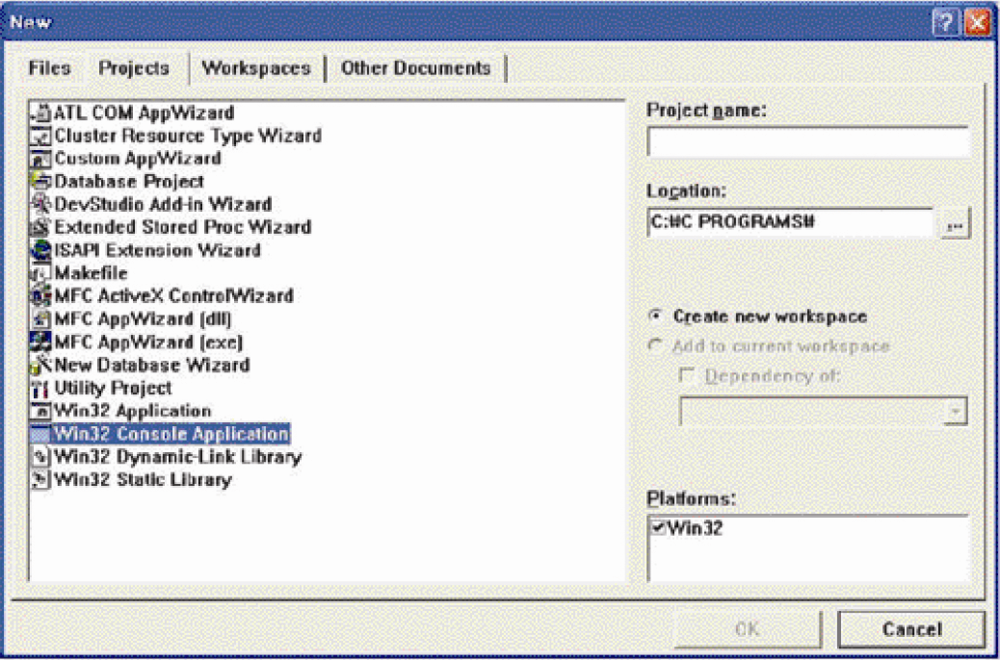 New
Files Projects Workspaces Other Documents
ATL COM AppWizard
Cluster Resource Type Wizard
Custom AppWizard
Database Project
DevStudio Add-in Wizard
Extended Stored Proc Wizard
ISAPI Extension Wizard
Makefile
MFC ActiveX ControlWizard
MFC AppWizard (dll)
MFC AppWizard (exe)
New Database Wizard
Utility Project
Win32 Application
Win32 Console Application
Win32 Dynamic-Link Library
Win32 Static Library
Project name:
Location:
C:₩C PROGRAMS₩
...
Create new workspace
Add to current workspace
Dependency of:
Platforms:
Win32
OK Cancel